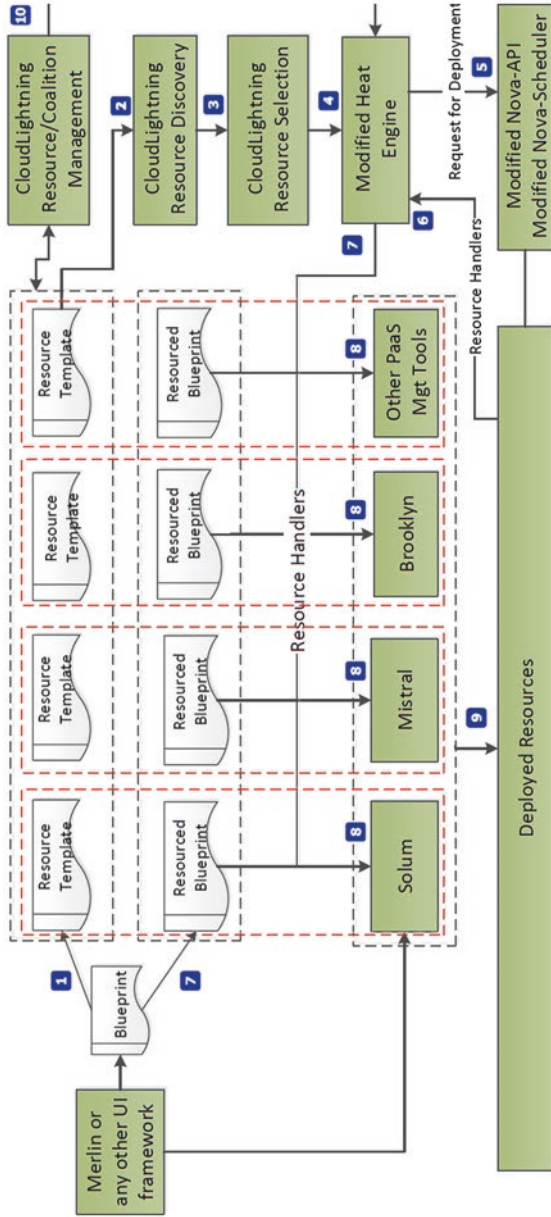 Merlin or
any other UI
framework
Blueprint
1
7
Resource
Template
Resource
Template
Resource
Template
Resource
Template
Resourced
Blueprint
Resourced
Blueprint
Resourced
Blueprint
Resourced
Blueprint
Resource Handlers
8
8
8
8
Solum
Mistral
Brooklyn
Other PaaS
Mgt Tools
9
Deployed Resources
10
CloudLightning
Resource/Coalition
Management
2
CloudLightning
Resource Discovery
3
CloudLightning
Resource Selection
4
Modified Heat
Engine
7
6
Request for Deployment
5
Resource Handlers
Modified Nova-API
Modified Nova-Scheduler